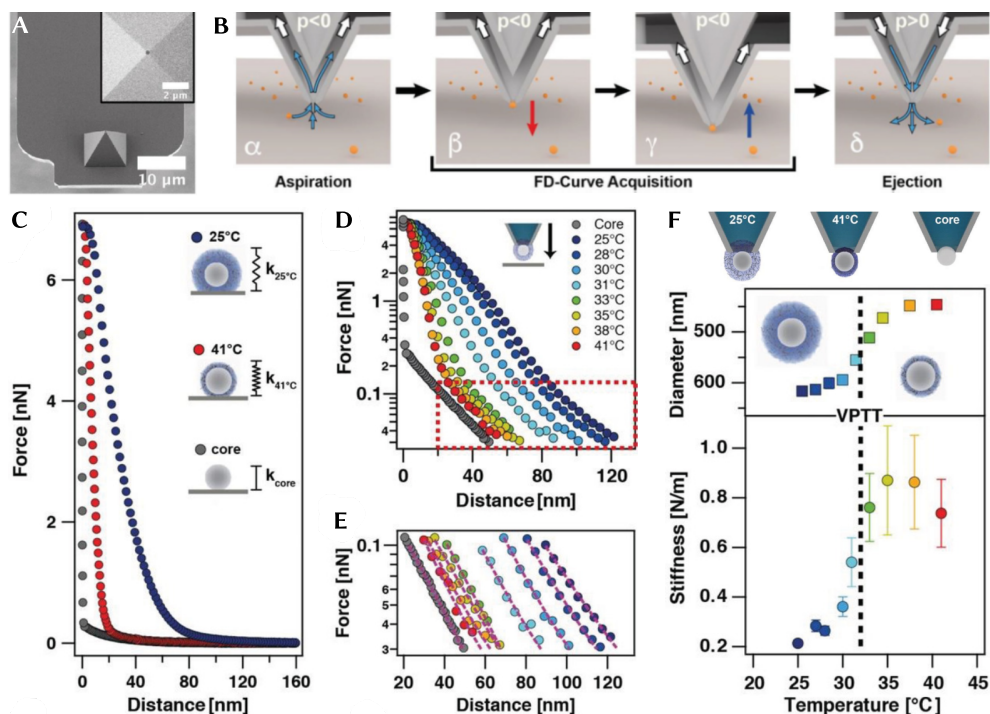 A
2 µm
10 µm
B
p<0
p<0
p<0
p>0
α
β
γ
δ
Aspiration
FD-Curve Acquisition
Ejection
C
Force [nN]
6
4
2
0
25°C
k25°C
41°C
k41°C
core
kcore
0
40
80
120
160
Distance [nm]
D
Force [nN]
4
2
1
4
2
0.1
4
Core
25°C
28°C
30°C
31°C
33°C
35°C
38°C
41°C
0
40
80
120
Distance [nm]
E
Force [nN]
0.1
8
6
5
4
3
20
40
60
80
100
120
Distance [nm]
F
25°C
41°C
core
Diameter [nm]
500
600
VPTT
Stiffness [N/m]
1.0
0.8
0.6
0.4
0.2
20
25
30
35
40
45
Temperature [°C]